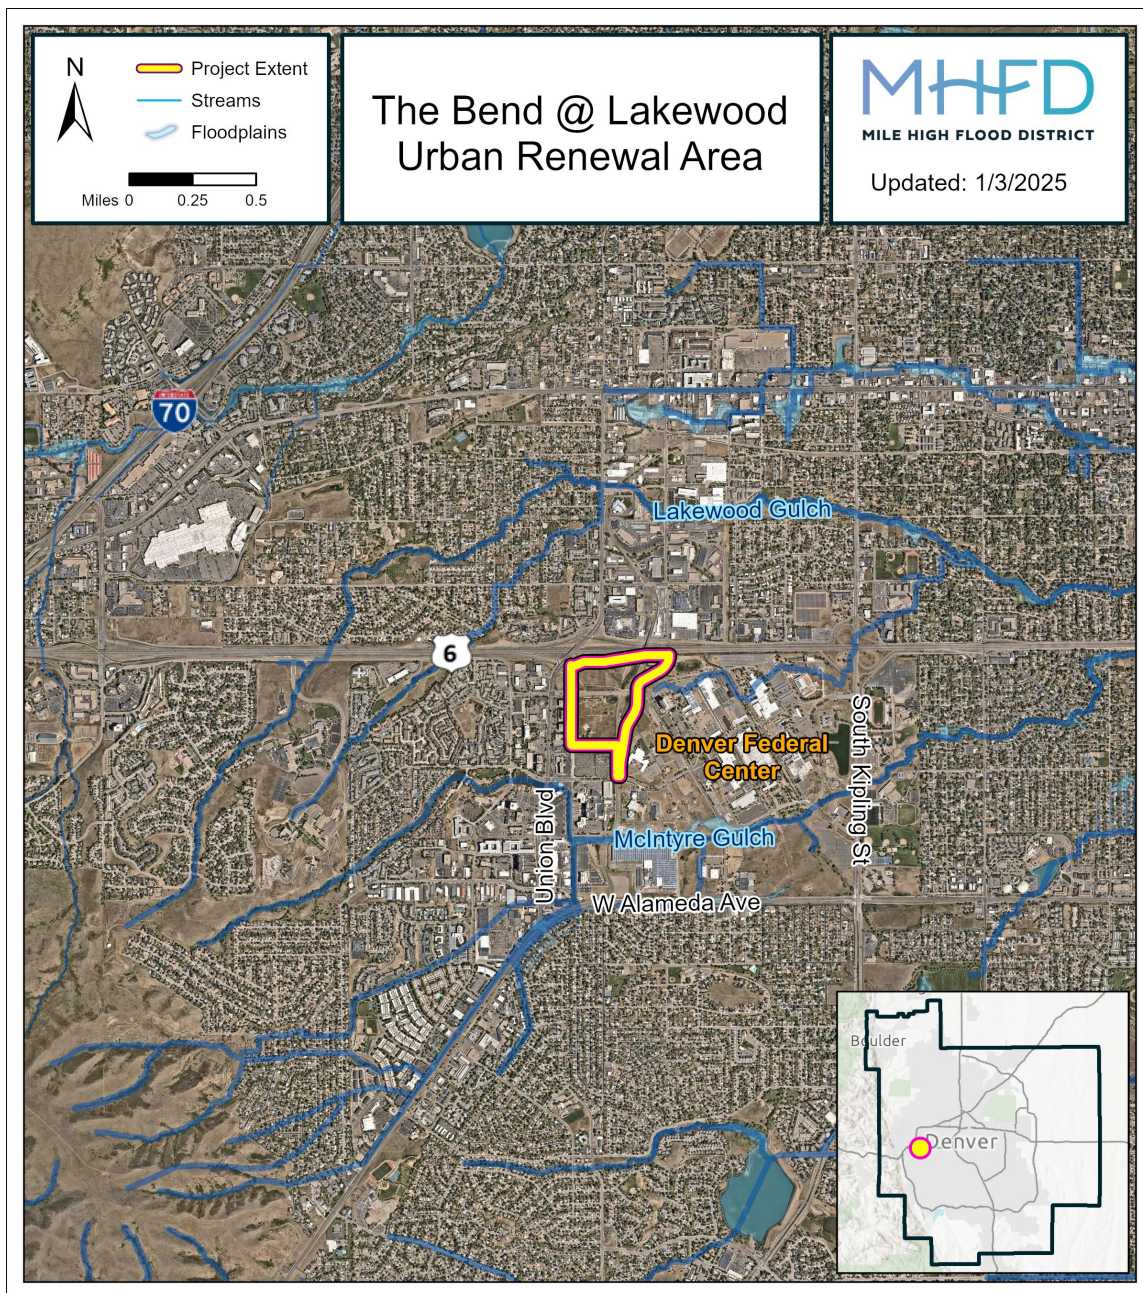 N
Project Extent
Streams
Floodplains
Miles 0 0.25 0.5
The Bend @ Lakewood
Urban Renewal Area
MHFD
MILE HIGH FLOOD DISTRICT
Updated: 1/3/2025
INTERSTATE
70
Lakewood Gulch
6
Denver Federal
Center
South Kipling St
Union Blvd
McIntyre Gulch
W Alameda Ave
Boulder
Denver